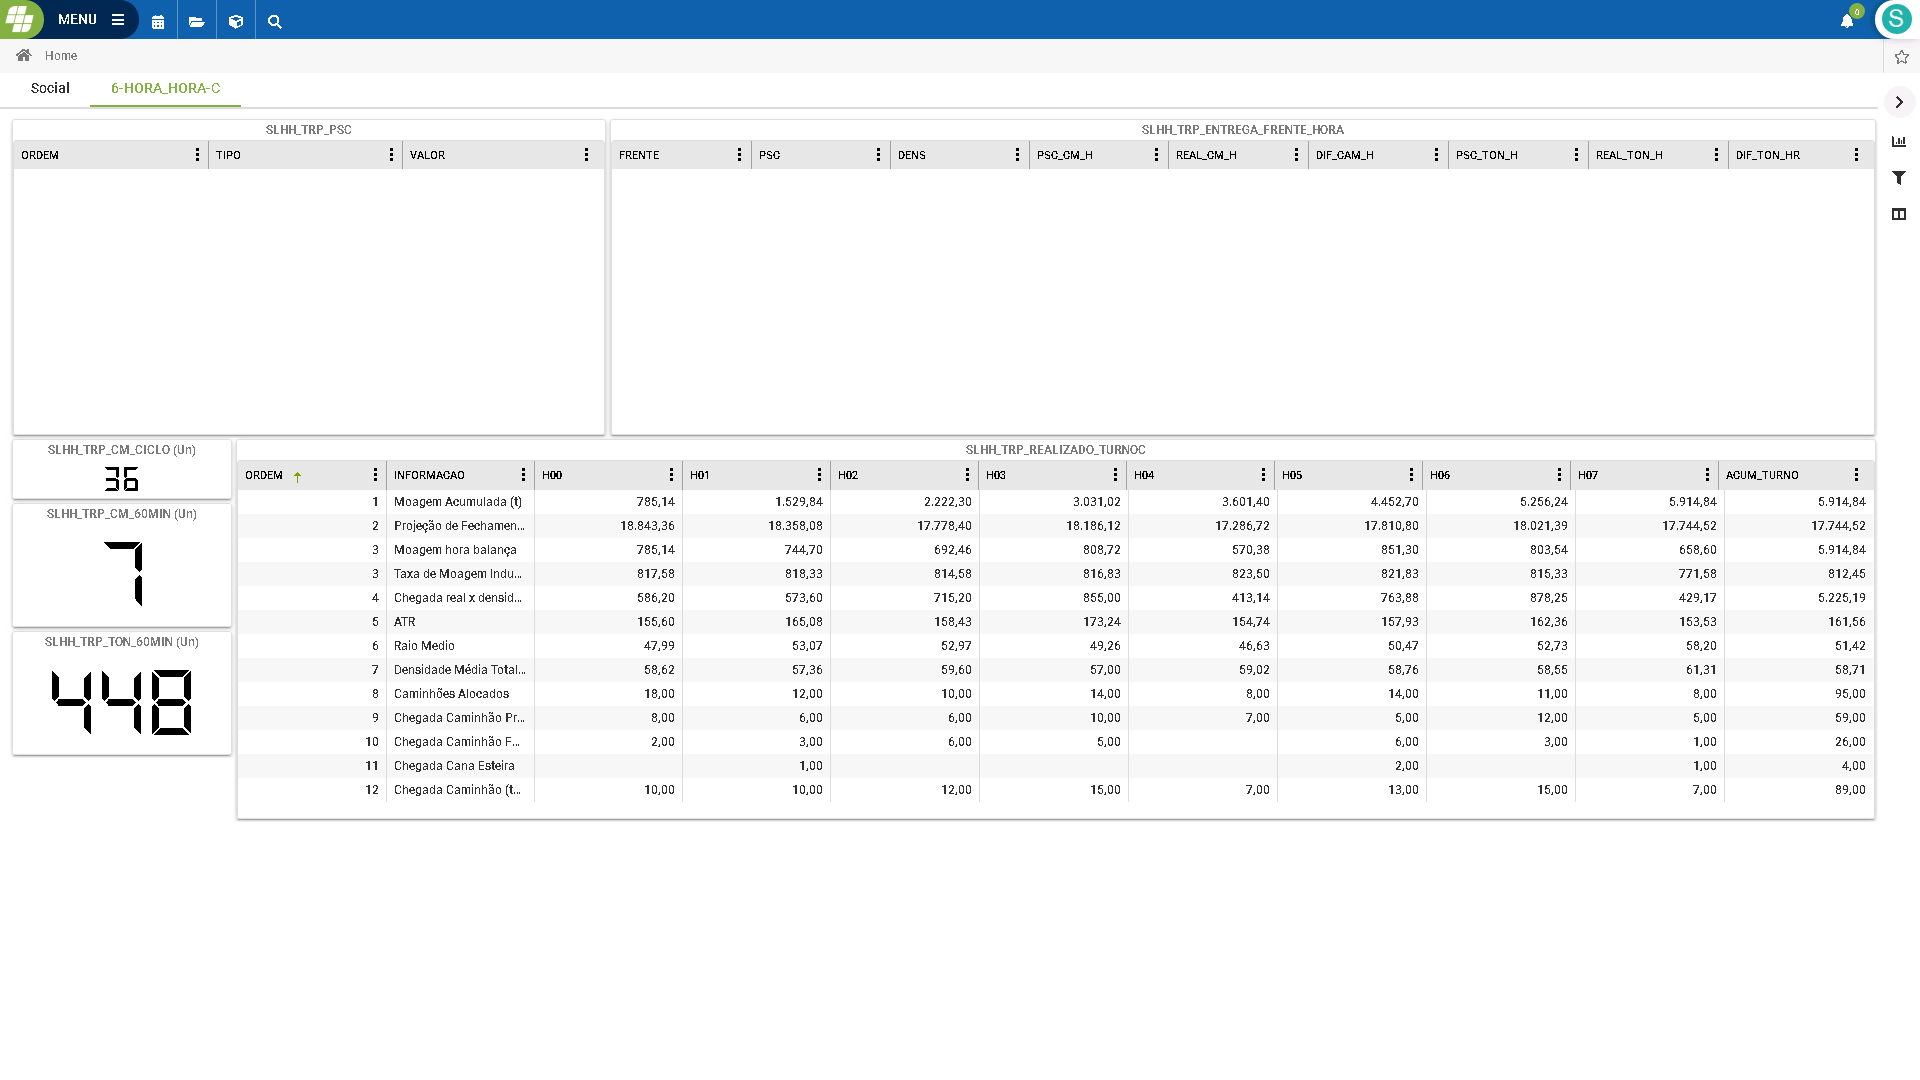 MENU
0
S
Home
Social 6-HORA_HORA-C
SLHH_TRP_PSC
ORDEM TIPO VALOR
SLHH_TRP_ENTREGA_FRENTE_HORA
FRENTE PSC DENS PSC_CM_H REAL_CM_H DIF_CAM_H PSC_TON_H REAL_TON_H DIF_TON_HR
SLHH_TRP_CM_CICLO (Un)
36
SLHH_TRP_CM_60MIN (Un)
7
SLHH_TRP_TON_60MIN (Un)
448
SLHH_TRP_REALIZADO_TURNOC
ORDEM INFORMACAO H00 H01 H02 H03 H04 H05 H06 H07 ACUM_TURNO
1 Moagem Acumulada (t) 785,14 1.529,84 2.222,30 3.031,02 3.601,40 4.452,70 5.256,24 5.914,84 5.914,84
2 Projeção de Fechamen... 18.843,36 18.358,08 17.778,40 18.186,12 17.286,72 17.810,80 18.021,39 17.744,52 17.744,52
3 Moagem hora balança 785,14 744,70 692,46 808,72 570,38 851,30 803,54 658,60 5.914,84
3 Taxa de Moagem Indu... 817,58 818,33 814,58 816,83 823,50 821,83 815,33 771,58 812,45
4 Chegada real x densid... 586,20 573,60 715,20 855,00 413,14 763,88 878,25 429,17 5.225,19
5 ATR 155,60 165,08 158,43 173,24 154,74 157,93 162,36 153,53 161,56
6 Raio Medio 47,99 53,07 52,97 49,26 46,63 50,47 52,73 58,20 51,42
7 Densidade Média Total... 58,62 57,36 59,60 57,00 59,02 58,76 58,55 61,31 58,71
8 Caminhões Alocados 18,00 12,00 10,00 14,00 8,00 14,00 11,00 8,00 95,00
9 Chegada Caminhão Pr... 8,00 6,00 6,00 10,00 7,00 5,00 12,00 5,00 59,00
10 Chegada Caminhão F... 2,00 3,00 6,00 5,00 6,00 3,00 1,00 26,00
11 Chegada Cana Esteira 1,00 2,00 1,00 4,00
12 Chegada Caminhão (t... 10,00 10,00 12,00 15,00 7,00 13,00 15,00 7,00 89,00